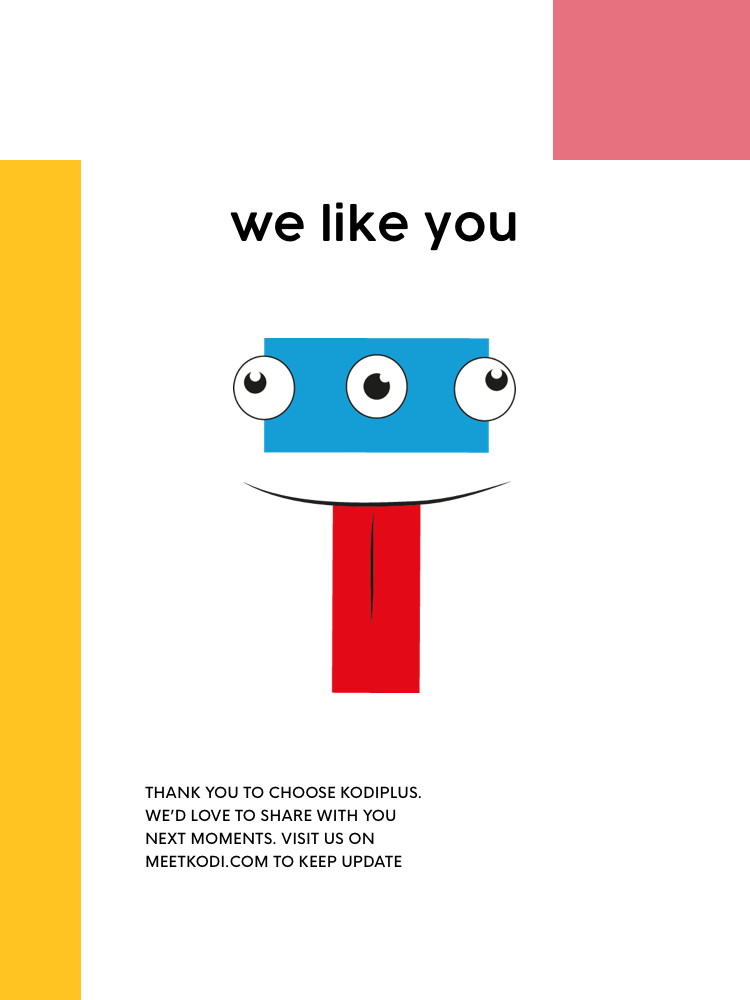 we like you
THANK YOU TO CHOOSE KODIPLUS.
WE’D LOVE TO SHARE WITH YOU
NEXT MOMENTS. VISIT US ON
MEETKODI.COM TO KEEP UPDATE